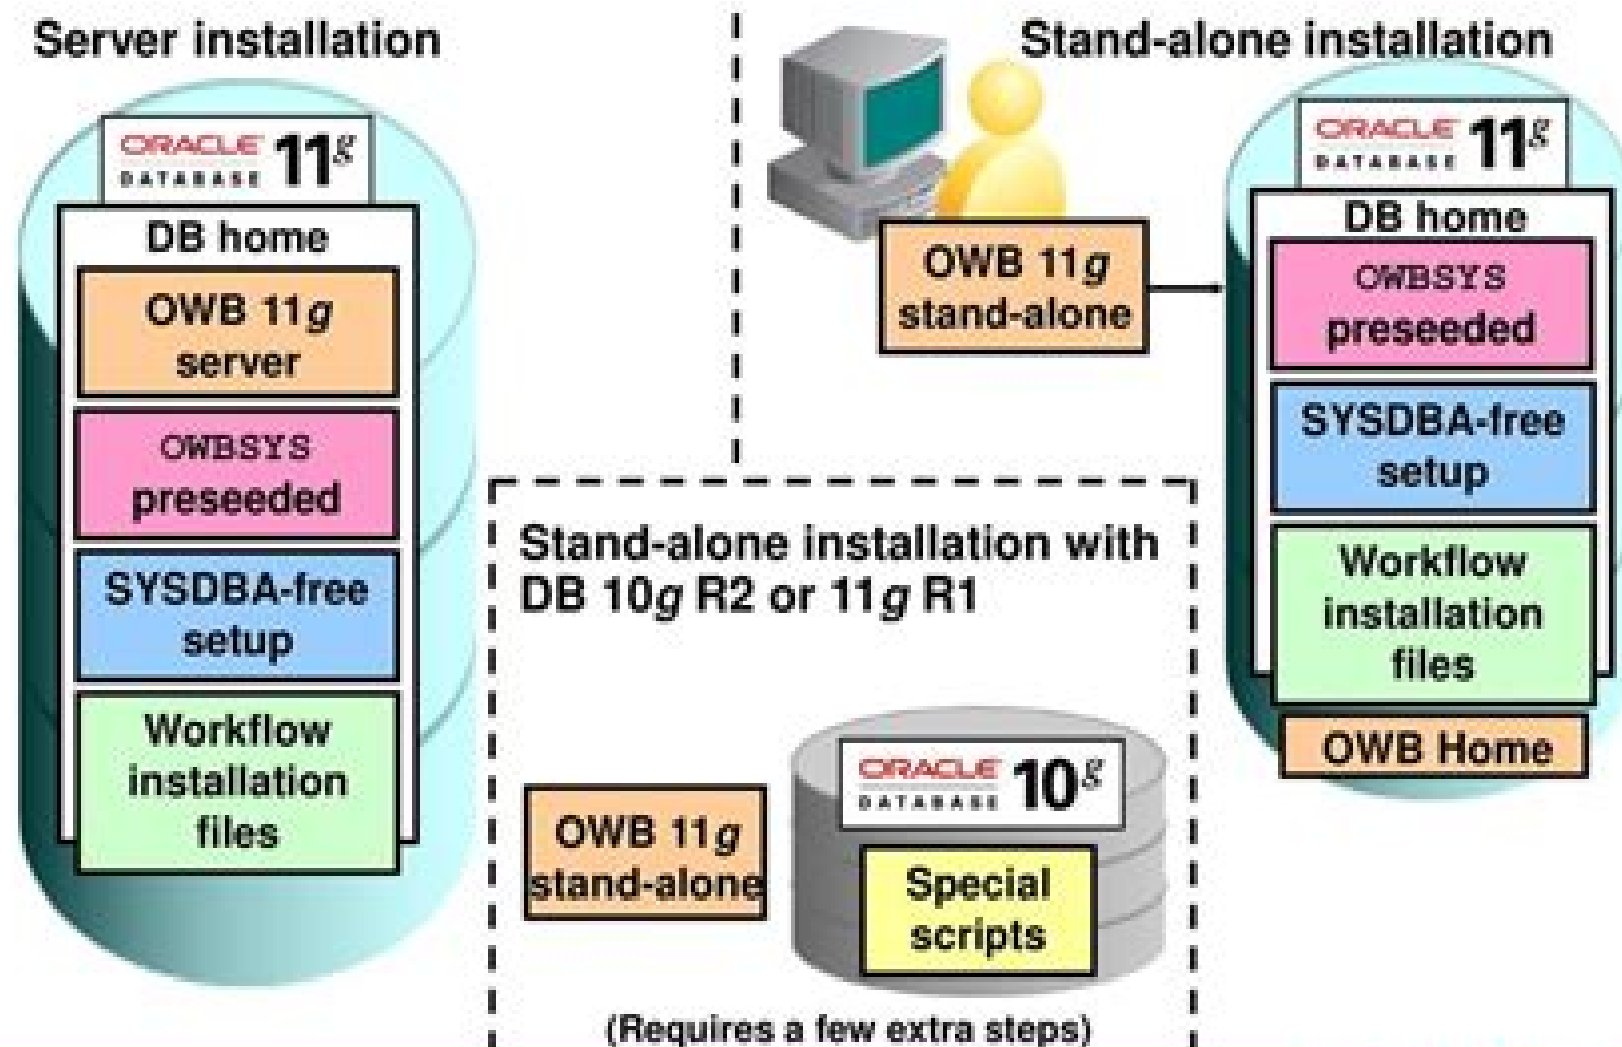 Server installation
ORACLE 11g
DATABASE
DB home
OWB 11g
server
OWBSYS
preseeded
SYSDBA-free
setup
Workflow
installation
files
Stand-alone installation
OWB 11g
stand-alone
ORACLE 11g
DATABASE
DB home
OWBSYS
preseeded
SYSDBA-free
setup
Workflow
installation
files
OWB Home
Stand-alone installation with
DB 10g R2 or 11g R1
OWB 11g
stand-alone
ORACLE 10g
DATABASE
Special
scripts
(Requires a few extra steps)